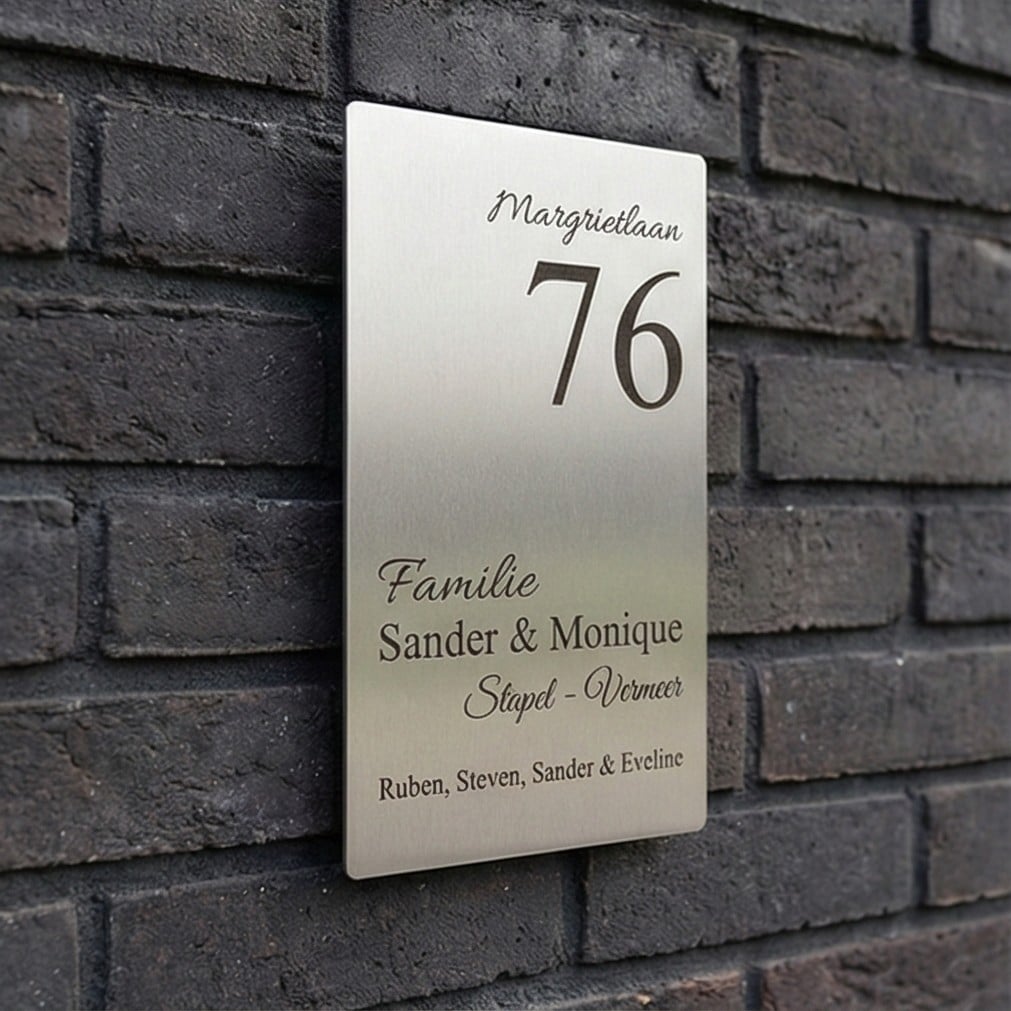 Margrietlaan
76
Familie
Sander & Monique
Stapel - Vermeer
Ruben, Steven, Sander & Eveline